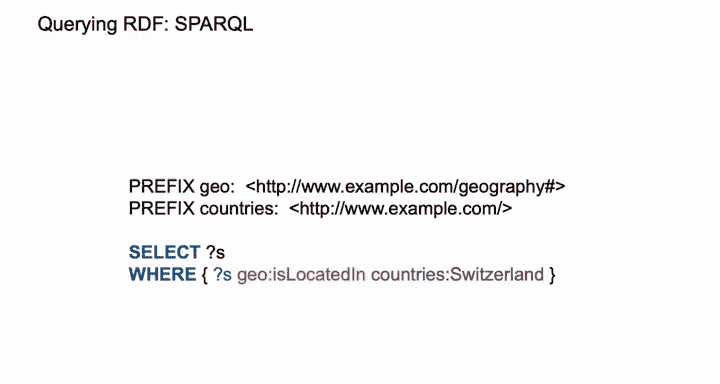 Querying RDF: SPARQL
PREFIX geo: <http://www.example.com/geography#>
PREFIX countries: <http://www.example.com/>
SELECT ?s
WHERE { ?s geo:isLocatedIn countries:Switzerland }